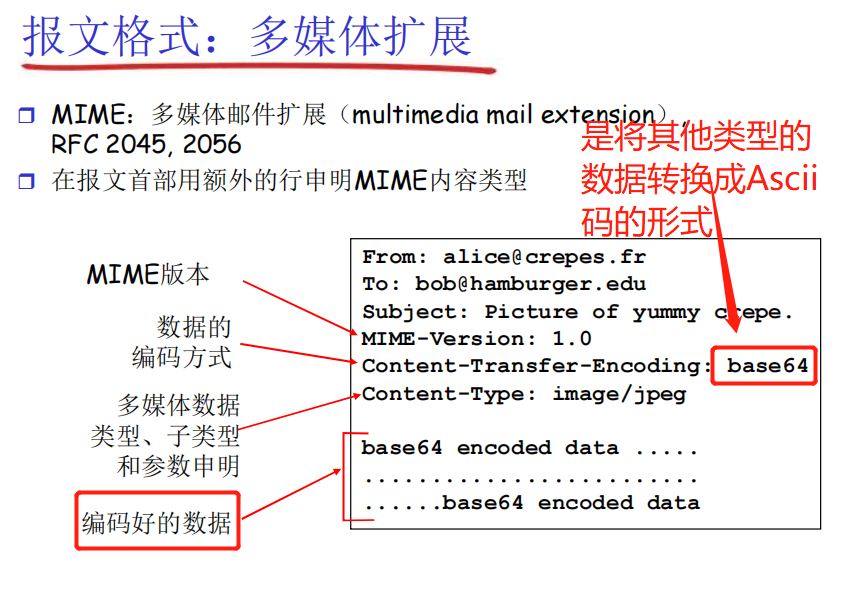 报文格式：多媒体扩展
MIME：多媒体邮件扩展（multimedia mail extension），
RFC 2045, 2056
在报文首部用额外的行申明MIME内容类型
是将其他类型的
数据转换成Ascii
码的形式
MIME版本
数据的
编码方式
多媒体数据
类型、子类型
和参数申明
编码好的数据
From: alice@crepes.fr
To: bob@hamburger.edu
Subject: Picture of yummy crepe.
MIME-Version: 1.0
Content-Transfer-Encoding: base64
Content-Type: image/jpeg
base64 encoded data .....
.........................
......base64 encoded data